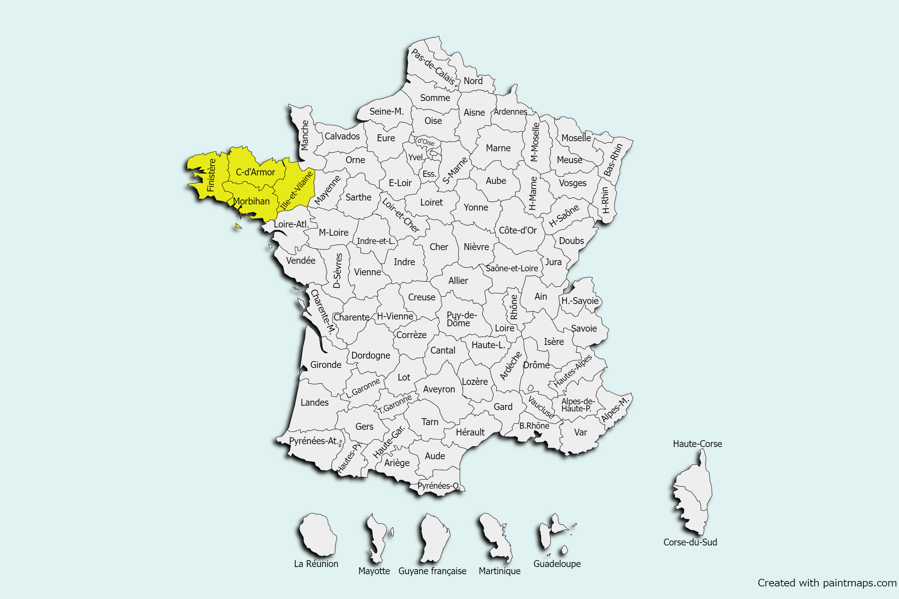 Pas-de-Calais
Nord
Somme
Seine-M.
Oise
Aisne
Ardennes
Manche
Calvados
Eure
d'Oise
Marne
M-Moselle
Moselle
Meuse
Bas-Rhin
Orne
Yvel.
Ess.
S-Marne
Aube
H-Marne
Vosges
H-Rhin
Finistère
C-d'Armor
Ille-et-Vilaine
Morbihan
Mayenne
Sarthe
E-Loir
Loiret
Loir-et-Cher
Yonne
Côte-d'Or
H-Saône
Doubs
Loire-Atl.
M-Loire
Indre-et-L.
Cher
Nièvre
Saône-et-Loire
Jura
Vendée
D-Sèvres
Vienne
Indre
Allier
Charente-M.
Charente
H-Vienne
Creuse
Puy-de-
Dôme
Loire
Rhône
Ain
H.-Savoie
Savoie
Corrèze
Cantal
Haute-L.
Ardèche
Isère
Drôme
Hautes-Alpes
Gironde
Dordogne
Lot
Aveyron
Lozère
L.Garonne
T.Garonne
Landes
Gers
Tarn
Hérault
Gard
Vaucluse
Alpes-de-
Haute-P.
Alpes-M.
B.Rhône
Var
Pyrénées-At.
Hautes-Py.
Haute-Gar.
Ariège
Aude
Pyrénées-O.
Haute-Corse
Corse-du-Sud
La Réunion
Mayotte
Guyane française
Martinique
Guadeloupe
Created with paintmaps.com